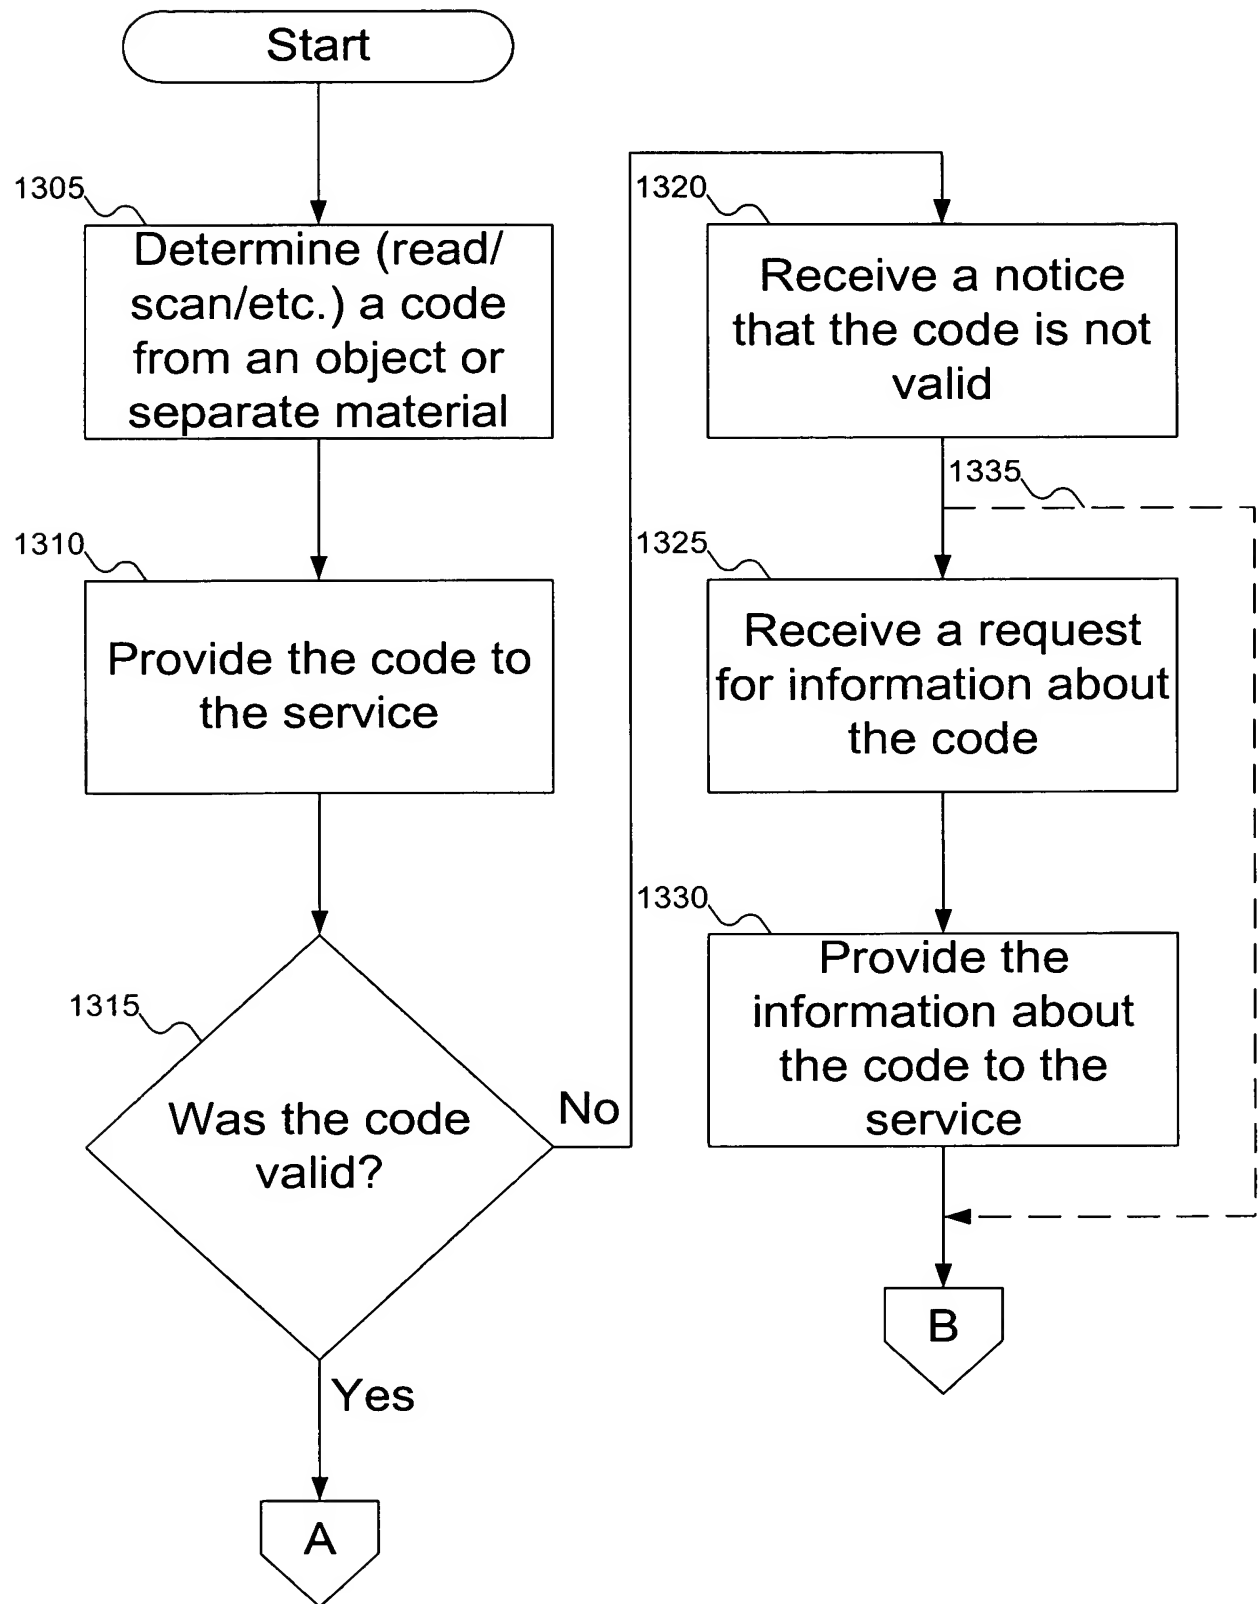 Start
1305
Determine (read/
scan/etc.) a code
from an object or
separate material
1310
Provide the code to
the service
1315
Was the code
valid?
No
Yes
A
1320
Receive a notice
that the code is not
valid
1335
1325
Receive a request
for information about
the code
1330
Provide the
information about
the code to the
service
B